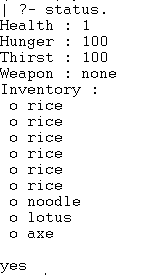 | ?- status.
Health : 1
Hunger : 100
Thirst : 100
Weapon : none
Inventory :
o rice
o rice
o rice
o rice
o rice
o rice
o noodle
o lotus
o axe
yes